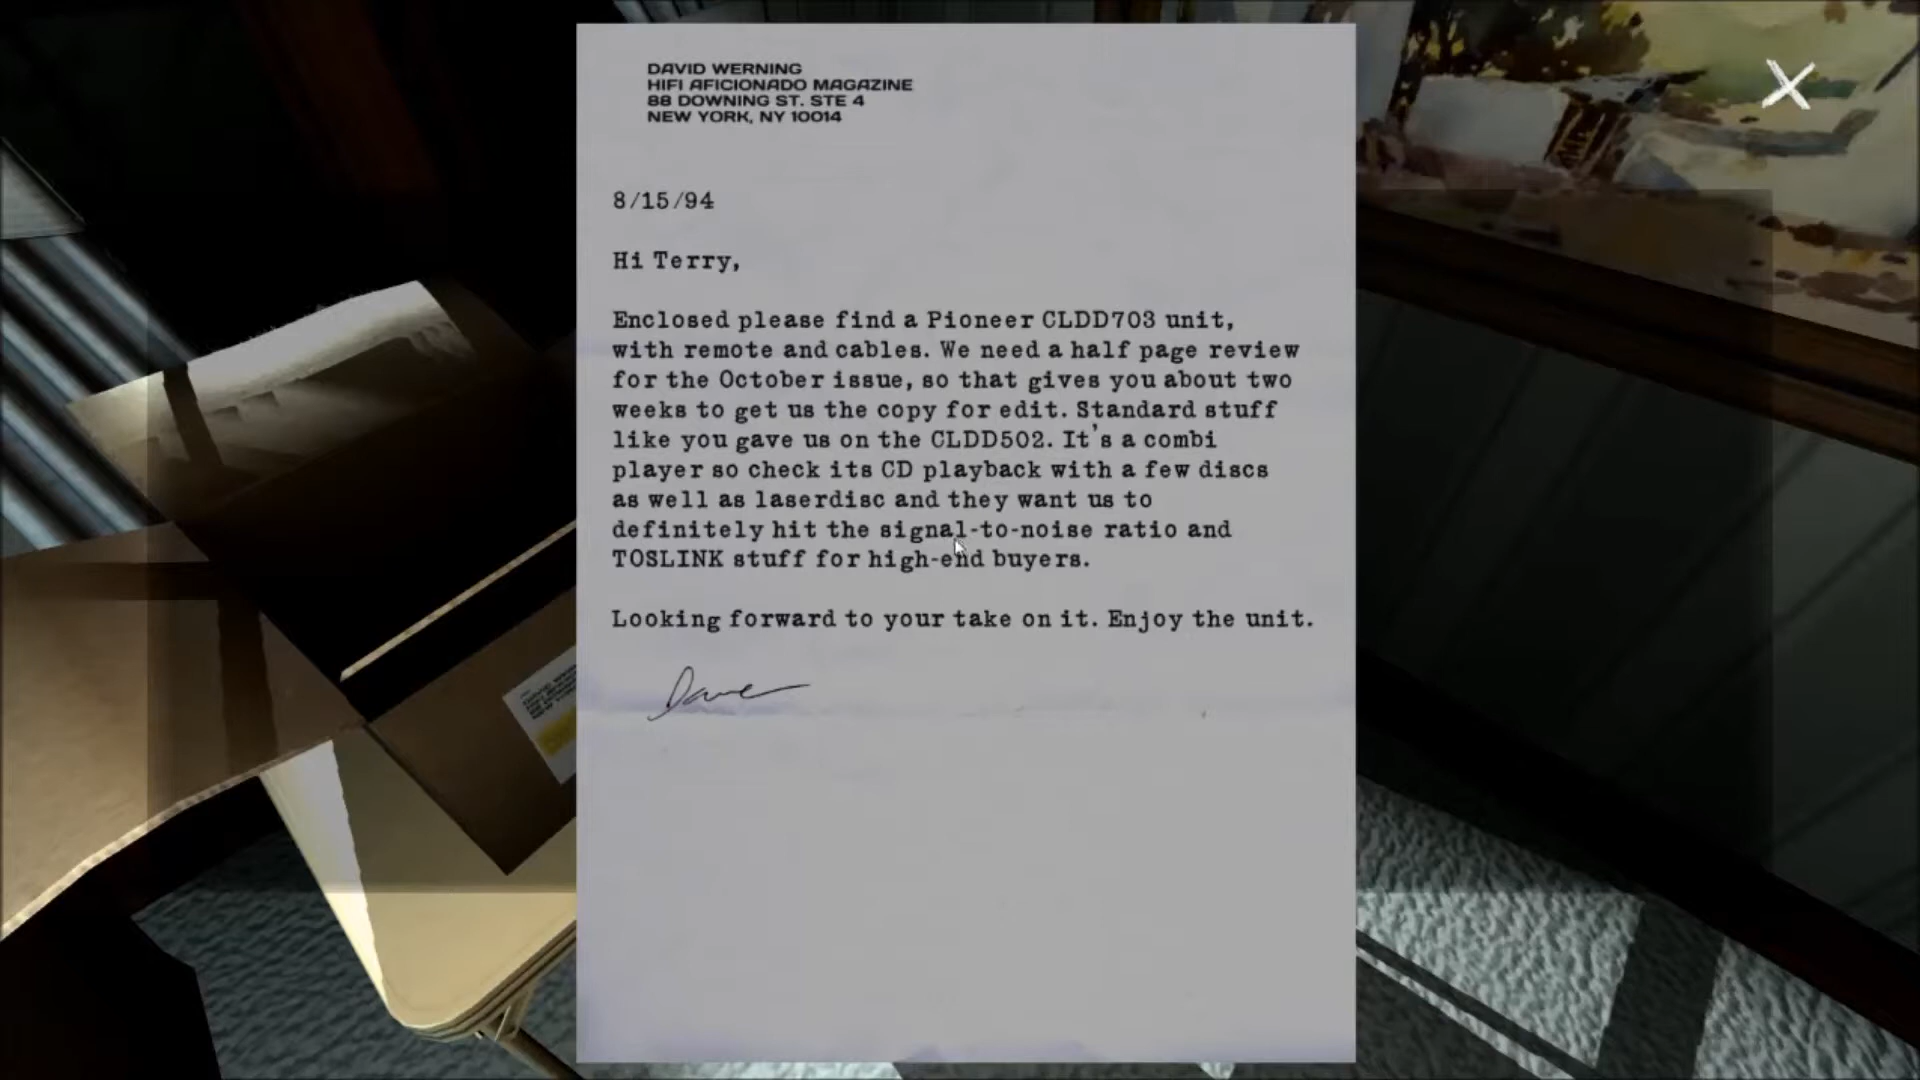 DAVID WERNING
HIFI AFICIONADO MAGAZINE
88 DOWNING ST. STE 4
NEW YORK, NY 10014
8/15/94
Hi Terry,
Enclosed please find a Pioneer CLDD703 unit,
with remote and cables. We need a half page review
for the October issue, so that gives you about two
weeks to get us the copy for edit. Standard stuff
like you gave us on the CLDD502. It's a combi
player so check its CD playback with a few discs
as well as laserdisc and they want us to
definitely hit the signal-to-noise ratio and
TOSLINK stuff for high-end buyers.
Looking forward to your take on it. Enjoy the unit.
Dave